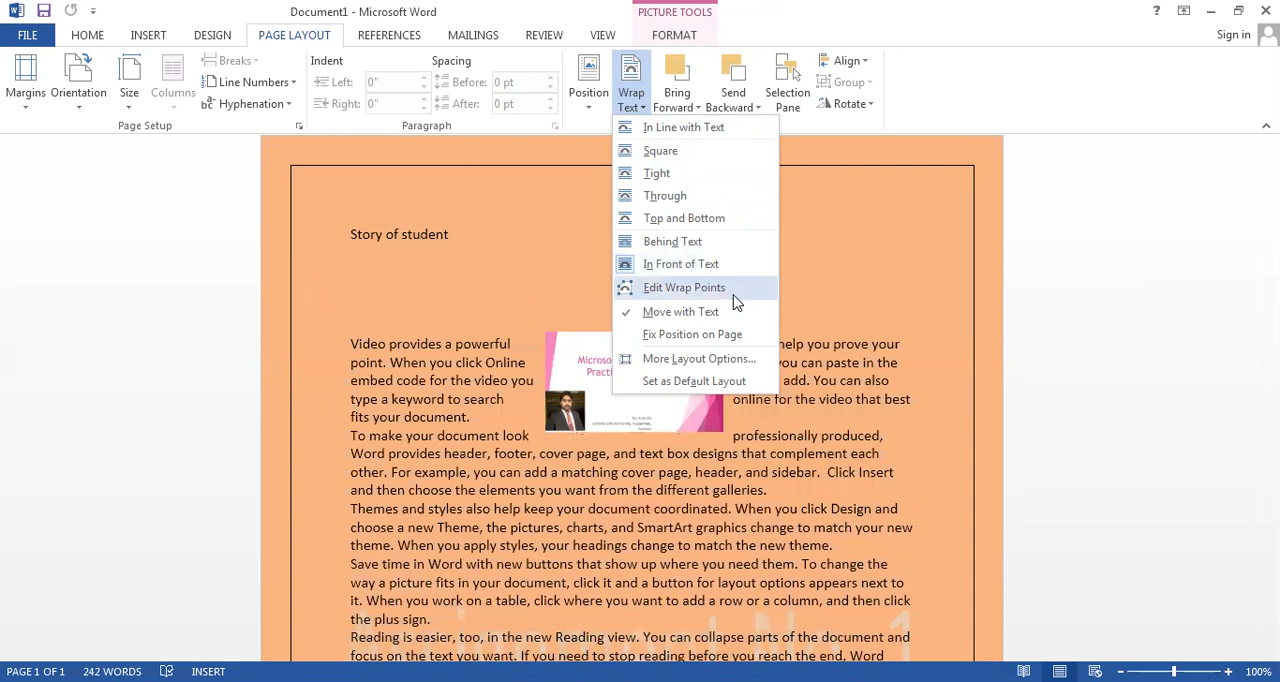 Document1 - Microsoft Word
PICTURE TOOLS
?
FILE
HOME
INSERT
DESIGN
PAGE LAYOUT
REFERENCES
MAILINGS
REVIEW
VIEW
FORMAT
Sign in
Margins
Orientation
Size
Columns
Breaks
Line Numbers
Hyphenation
Page Setup
Indent
Left: 0"
Right: 0"
Spacing
Before: 0 pt
After: 0 pt
Paragraph
Position
Wrap
Text
Bring
Forward
Send
Backward
Selection
Pane
Align
Group
Rotate
In Line with Text
Square
Tight
Through
Top and Bottom
Behind Text
In Front of Text
Edit Wrap Points
Move with Text
Fix Position on Page
More Layout Options...
Set as Default Layout
Story of student
Video provides a powerful help you prove your
point. When you click Online you can paste in the
embed code for the video you add. You can also
type a keyword to search online for the video that best
fits your document.
To make your document look professionally produced,
Word provides header, footer, cover page, and text box designs that complement each
other. For example, you can add a matching cover page, header, and sidebar.  Click Insert
and then choose the elements you want from the different galleries.
Themes and styles also help keep your document coordinated. When you click Design and
choose a new Theme, the pictures, charts, and SmartArt graphics change to match your new
theme. When you apply styles, your headings change to match the new theme.
Save time in Word with new buttons that show up where you need them. To change the
way a picture fits in your document, click it and a button for layout options appears next to
it. When you work on a table, click where you want to add a row or a column, and then click
the plus sign.
Reading is easier, too, in the new Reading view. You can collapse parts of the document and
focus on the text you want. If you need to stop reading before you reach the end, Word
Microso
Practi
PAGE 1 OF 1
242 WORDS
INSERT
100%